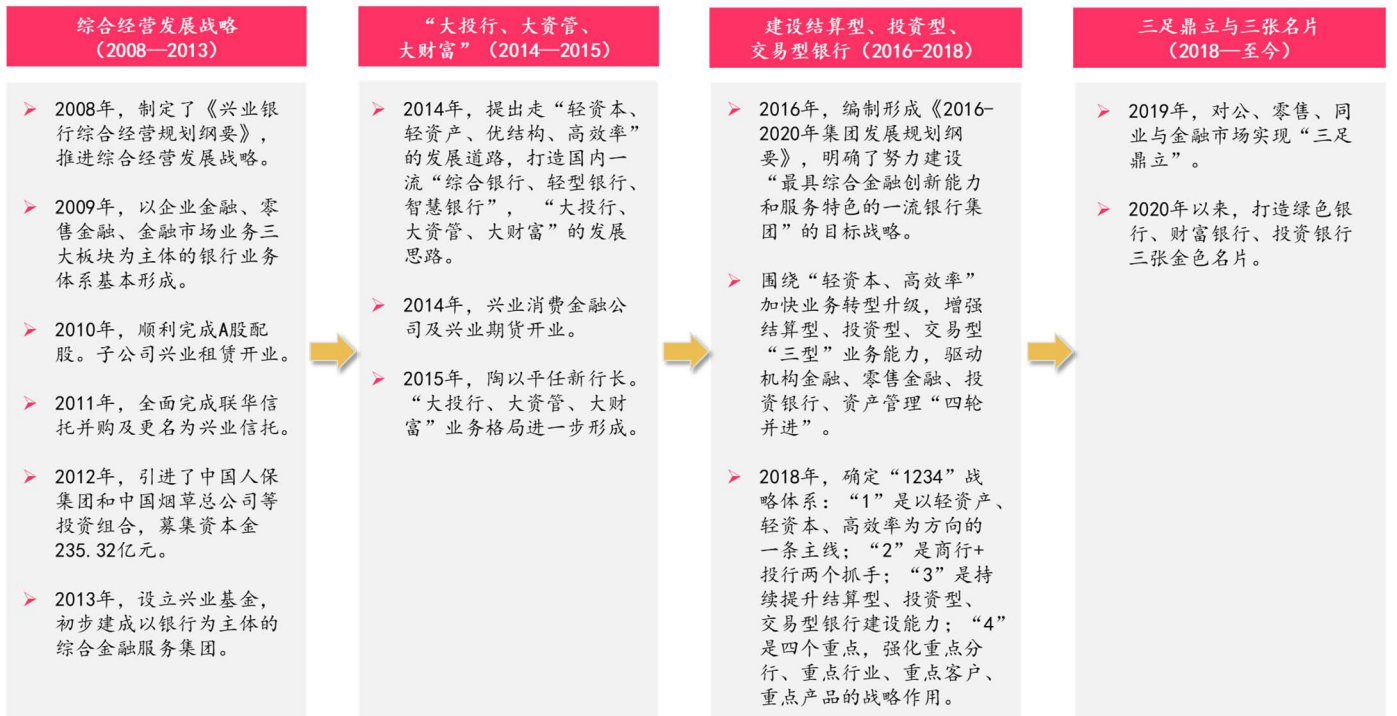 综合经营发展战略
（2008—2013）
2008年，制定了《兴业银
行综合经营规划纲要》，
推进综合经营发展战略。
2009年，以企业金融、零
售金融、金融市场业务三
大板块为主体的银行业务
体系基本形成。
2010年，顺利完成A股配
股。子公司兴业租赁开业。
2011年，全面完成联华信
托并购及更名为兴业信托。
2012年，引进了中国人保
集团和中国烟草总公司等
投资组合，募集资本金
235.32亿元。
2013年，设立兴业基金，
初步建成以银行为主体的
综合金融服务集团。
“大投行、大资管、
大财富”（2014—2015）
2014年，提出走“轻资本、
轻资产、优结构、高效率”
的发展道路，打造国内一
流“综合银行、轻型银行、
智慧银行”，“大投行、
大资管、大财富”的发展
思路。
2014年，兴业消费金融公
司及兴业期货开业。
2015年，陶以平任新行长。
“大投行、大资管、大财
富”业务格局进一步形成。
建设结算型、投资型、
交易型银行（2016-2018）
2016年，编制形成《2016-
2020年集团发展规划纲
要》，明确了努力建设
“最具综合金融创新能力
和服务特色的一流银行集
团”的目标战略。
围绕“轻资本、高效率”
加快业务转型升级，增强
结算型、投资型、交易型
“三型”业务能力，驱动
机构金融、零售金融、投
资银行、资产管理“四轮
并进”。
2018年，确定“1234”战
略体系：“1”是以轻资产、
轻资本、高效率为方向的
一条主线；“2”是商行+
投行两个抓手；“3”是持
续提升结算型、投资型、
交易型银行建设能力；“4”
是四个重点，强化重点分
行、重点行业、重点客户、
重点产品的战略作用。
三足鼎立与三张名片
（2018—至今）
2019年，对公、零售、同
业与金融市场实现“三足
鼎立”。
2020年以来，打造绿色银
行、财富银行、投资银行
三张金色名片。